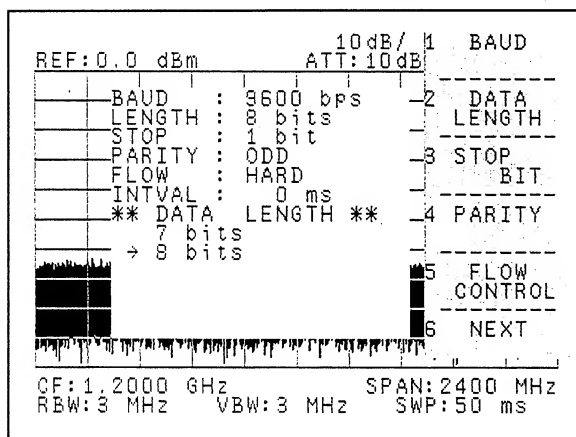 10dB/
REF:0.0 dBm ATT:10dB
BAUD : 9600 bps
LENGTH : 8 bits
STOP : 1 bit
PARITY : ODD
FLOW : HARD
INTVAL : 0 ms
** DATA LENGTH **
7 bits
→ 8 bits
1 BAUD
2 DATA
LENGTH
3 STOP
BIT
4 PARITY
5 FLOW
CONTROL
6 NEXT
CF:1.2000 GHz SPAN:2400 MHz
RBW:3 MHz VBW:3 MHz SWP:50 ms